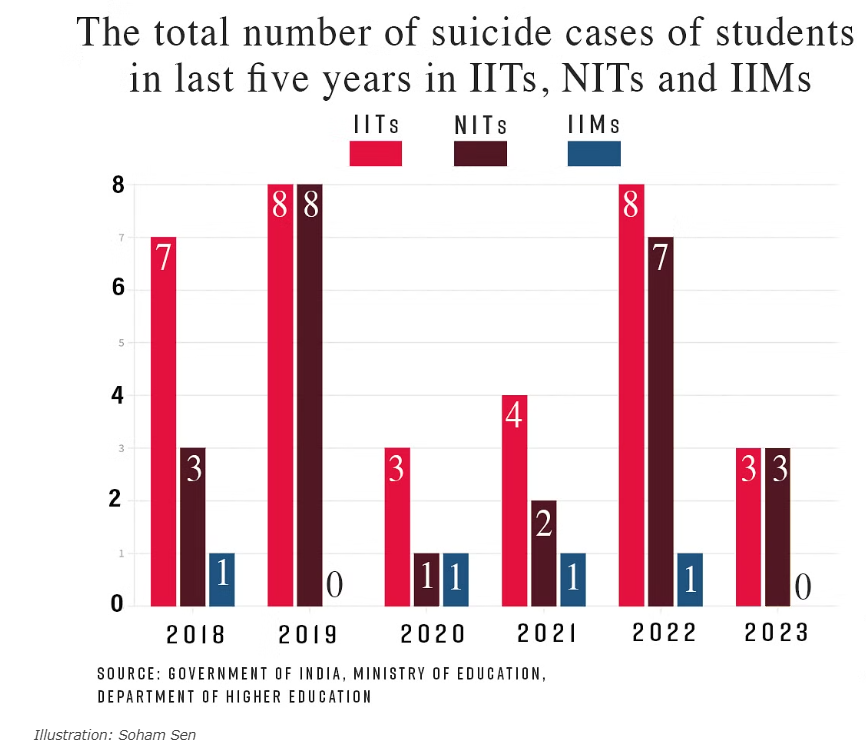 The total number of suicide cases of students
in last five years in IITs, NITs and IIMs
IITs NITs IIMs
8
7
6
5
4
3
2
1
0
7 3 1
8 8 0
3 1 1
4 2 1
8 7 1
3 3 0
2018 2019 2020 2021 2022 2023
SOURCE: GOVERNMENT OF INDIA, MINISTRY OF EDUCATION,
DEPARTMENT OF HIGHER EDUCATION
Illustration: Soham Sen